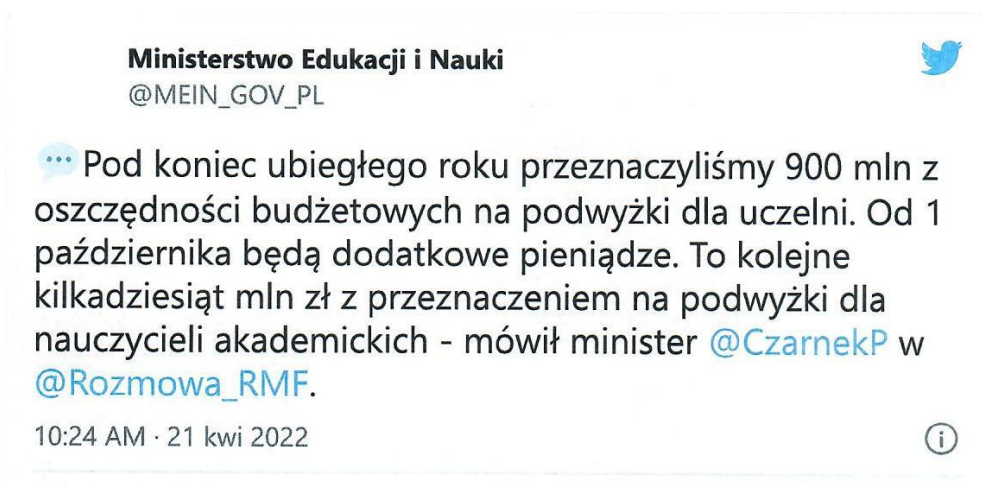 Ministerstwo Edukacji i Nauki
@MEIN_GOV_PL
💬Pod koniec ubiegłego roku przeznaczyliśmy 900 mln z
oszczędności budżetowych na podwyżki dla uczelni. Od 1
października będą dodatkowe pieniądze. To kolejne
kilkadziesiąt mln zł z przeznaczeniem na podwyżki dla
nauczycieli akademickich - mówił minister @CzarnekP w
@Rozmowa_RMF.
10:24 AM · 21 kwi 2022